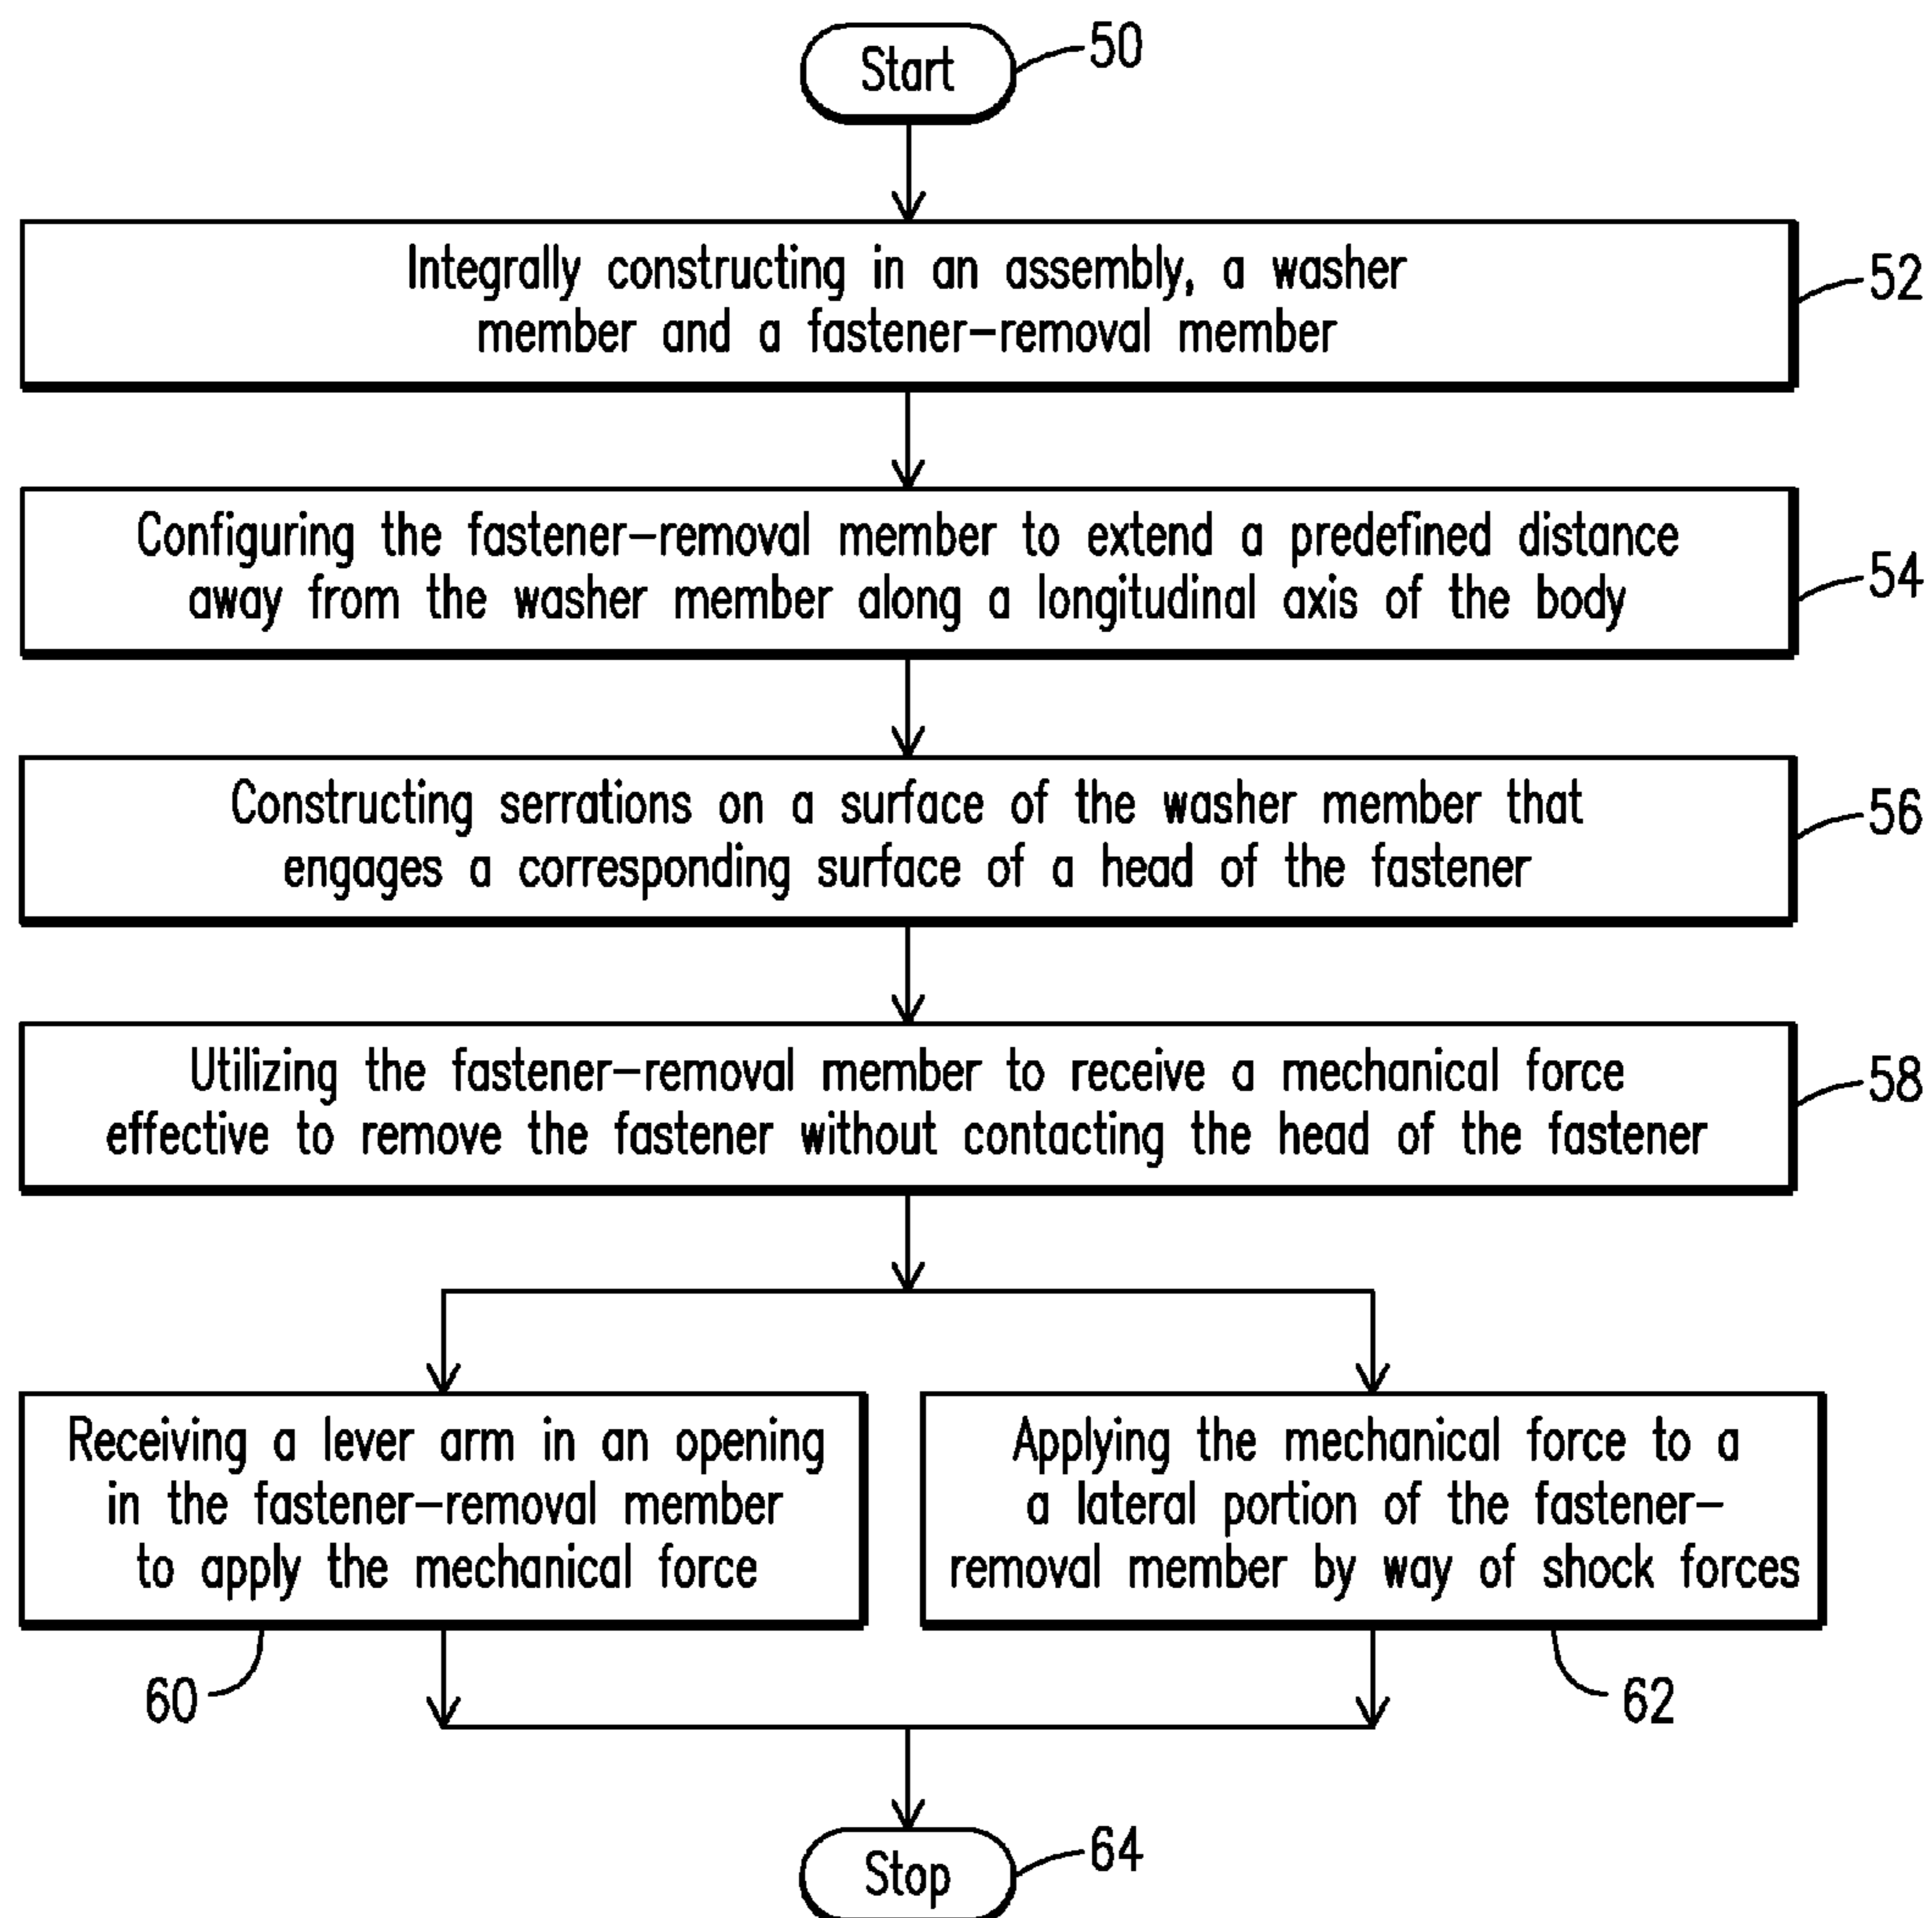 Start
50
Integrally constructing in an assembly, a washer
member and a fastener-removal member
52
Configuring the fastener-removal member to extend a predefined distance
away from the washer member along a longitudinal axis of the body
54
Constructing serrations on a surface of the washer member that
engages a corresponding surface of a head of the fastener
56
Utilizing the fastener-removal member to receive a mechanical force
effective to remove the fastener without contacting the head of the fastener
58
Receiving a lever arm in an opening
in the fastener-removal member
to apply the mechanical force
60
Applying the mechanical force to a
a lateral portion of the fastener-
removal member by way of shock forces
62
Stop
64